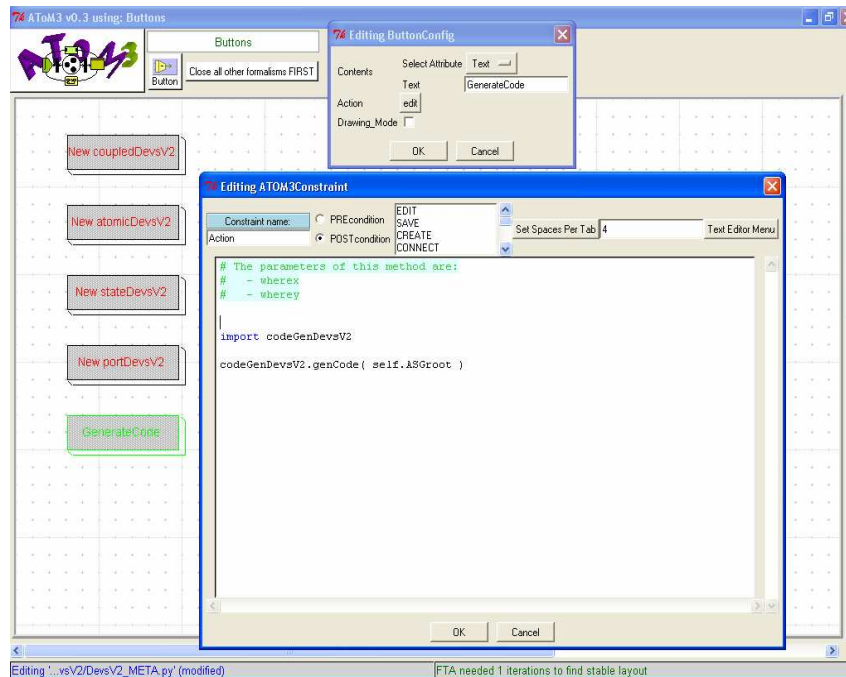 AToM3 v0.3 using: Buttons
AToM3
Buttons
Button
Close all other formalisms FIRST
Editing ButtonConfig
Contents
Select Attribute Text
Text GenerateCode
Action edit
Drawing_Mode
OK Cancel
New coupledDevsV2
New atomicDevsV2
New stateDevsV2
New portDevsV2
GenerateCode
Editing ATOM3Constraint
Constraint name:
Action
PREcondition
POSTcondition
EDIT
SAVE
CREATE
CONNECT
Set Spaces Per Tab 4
Text Editor Menu
# The parameters of this method are:
#   - wherex
#   - wherey
import codeGenDevsV2
codeGenDevsV2.genCode( self.ASGroot )
OK Cancel
Editing '...vsV2/DevsV2_META.py' (modified)
FTA needed 1 iterations to find stable layout